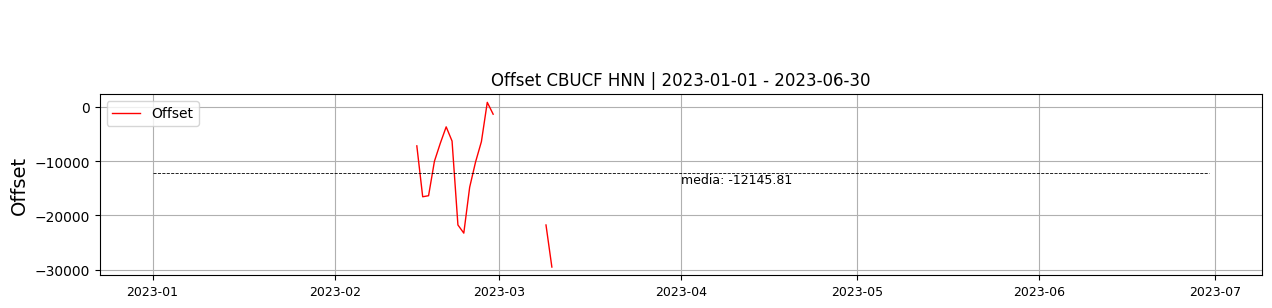 Offset CBUCF HNN | 2023-01-01 - 2023-06-30
Offset
Offset
0
−10000
−20000
−30000
media: -12145.81
2023-01
2023-02
2023-03
2023-04
2023-05
2023-06
2023-07